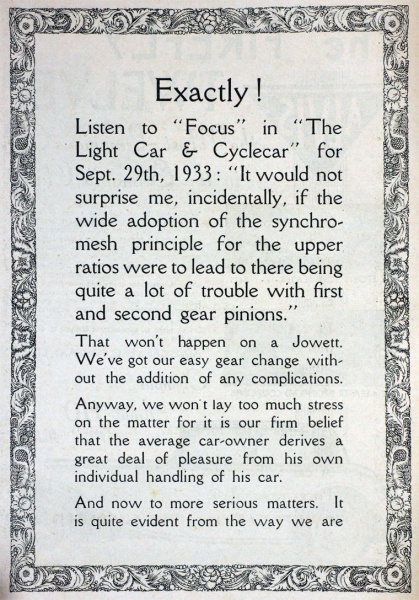 Exactly !
Listen to "Focus" in "The
Light Car & Cyclecar" for
Sept. 29th, 1933 : "It would not
surprise me, incidentally, if the
wide adoption of the synchro-
mesh principle for the upper
ratios were to lead to there being
quite a lot of trouble with first
and second gear pinions."
That won't happen on a Jowett.
We've got our easy gear change with-
out the addition of any complications.
Anyway, we won't lay too much stress
on the matter for it is our firm belief
that the average car-owner derives a
great deal of pleasure from his own
individual handling of his car.
And now to more serious matters. It
is quite evident from the way we are